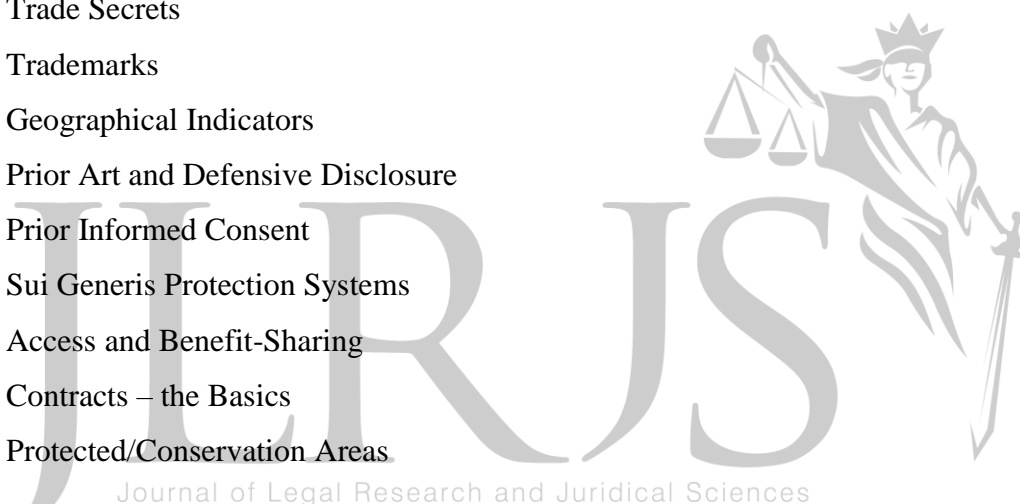 Trade Secrets
Trademarks
Geographical Indicators
Prior Art and Defensive Disclosure
Prior Informed Consent
Sui Generis Protection Systems
Access and Benefit-Sharing
Contracts – the Basics
Protected/Conservation Areas
JLRJS
Journal of Legal Research and Juridical Sciences